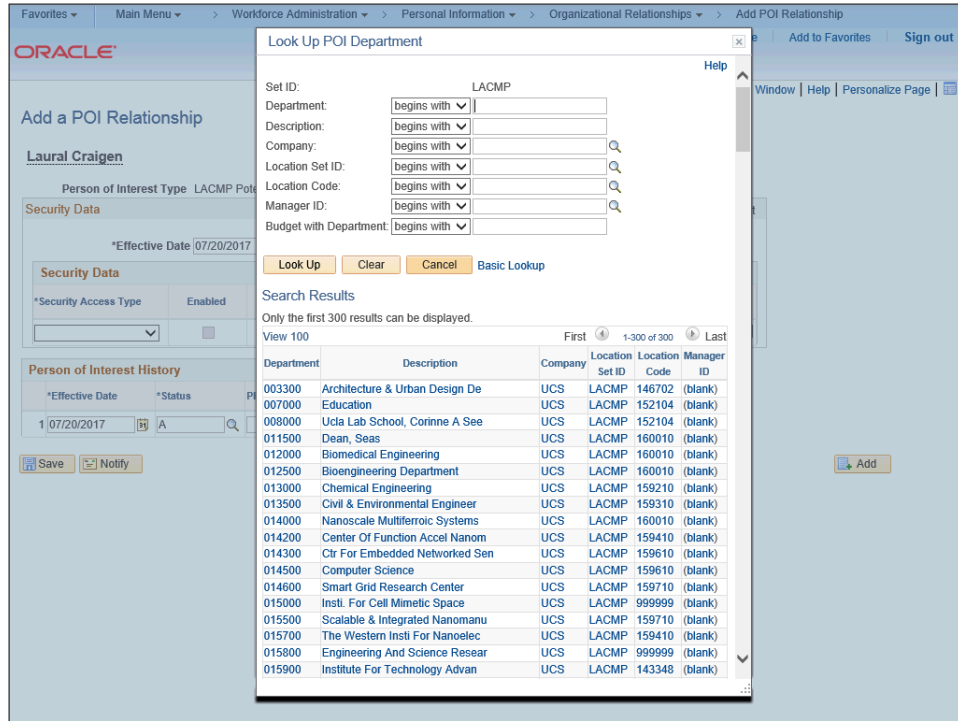 Favorites Main Menu > Workforce Administration > Personal Information > Organizational Relationships > Add POI Relationship
ORACLE
Add to Favorites Sign out
Window | Help | Personalize Page |
Add a POI Relationship
Laural Craigen
Person of Interest Type LACMP
Security Data
*Effective Date 07/20/2017
Security Data
*Security Access Type Enabled
Person of Interest History
*Effective Date *Status
1 07/20/2017 A
Save Notify
Add
Look Up POI Department
Help
Set ID: LACMP
Department: begins with
Description: begins with
Company: begins with
Location Set ID: begins with
Location Code: begins with
Manager ID: begins with
Budget with Department: begins with
Look Up Clear Cancel Basic Lookup
Search Results
Only the first 300 results can be displayed.
View 100 First 1-300 of 300 Last
Department Description Company Location Set ID Location Code Manager ID
003300 Architecture & Urban Design De UCS LACMP 146702 (blank)
007000 Education UCS LACMP 152104 (blank)
008000 Ucla Lab School, Corinne A See UCS LACMP 152104 (blank)
011500 Dean, Seas UCS LACMP 160010 (blank)
012000 Biomedical Engineering UCS LACMP 160010 (blank)
012500 Bioengineering Department UCS LACMP 160010 (blank)
013000 Chemical Engineering UCS LACMP 159210 (blank)
013500 Civil & Environmental Engineer UCS LACMP 159310 (blank)
014000 Nanoscale Multiferroic Systems UCS LACMP 160010 (blank)
014200 Center Of Function Accel Nanom UCS LACMP 159410 (blank)
014300 Ctr For Embedded Networked Sen UCS LACMP 159610 (blank)
014500 Computer Science UCS LACMP 159610 (blank)
014600 Smart Grid Research Center UCS LACMP 159710 (blank)
015000 Insti. For Cell Mimetic Space UCS LACMP 999999 (blank)
015500 Scalable & Integrated Nanomanu UCS LACMP 159710 (blank)
015700 The Western Insti For Nanoelec UCS LACMP 159410 (blank)
015800 Engineering And Science Resear UCS LACMP 999999 (blank)
015900 Institute For Technology Advan UCS LACMP 143348 (blank)